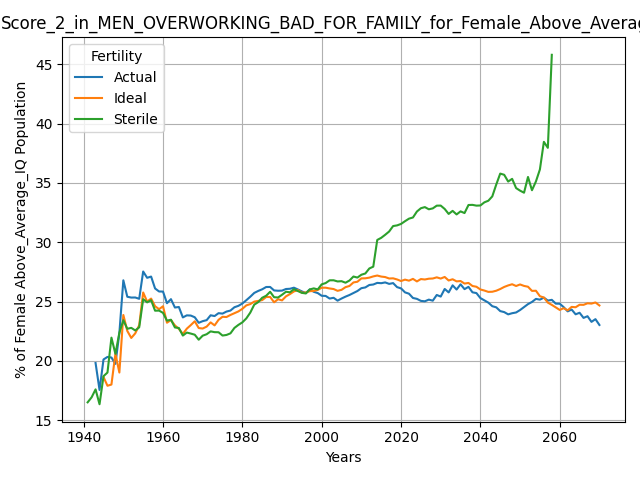 Score_2_in_MEN_OVERWORKING_BAD_FOR_FAMILY_for_Female_Above_Averag
Fertility
Actual
Ideal
Sterile
% of Female Above_Average_IQ Population
45
40
35
30
25
20
15
1940 1960 1980 2000 2020 2040 2060
Years